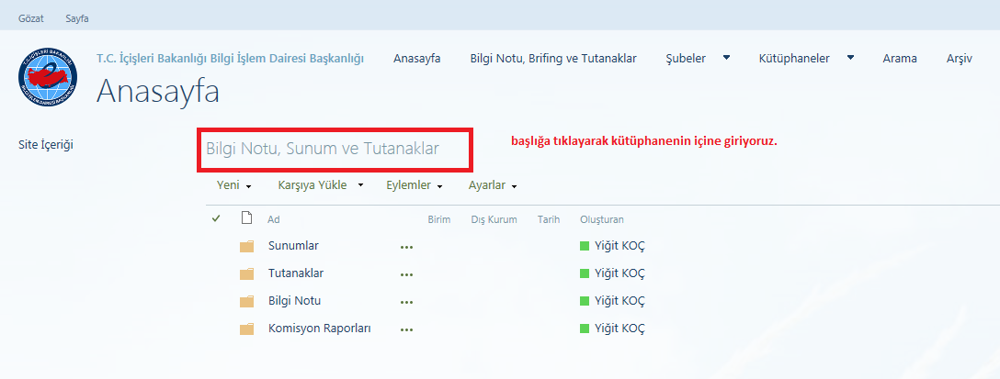 Gözat Sayfa
T.C. İçişleri Bakanlığı Bilgi İşlem Dairesi Başkanlığı Anasayfa Bilgi Notu, Brifing ve Tutanaklar Şubeler Kütüphaneler Arama Arşiv
Anasayfa
Site İçeriği
Bilgi Notu, Sunum ve Tutanaklar
başlığa tıklayarak kütüphanenin içine giriyoruz.
Yeni Karşıya Yükle Eylemler Ayarlar
Ad Birim Dış Kurum Tarih Oluşturan
Sunumlar ... Yiğit KOÇ
Tutanaklar ... Yiğit KOÇ
Bilgi Notu ... Yiğit KOÇ
Komisyon Raporları ... Yiğit KOÇ